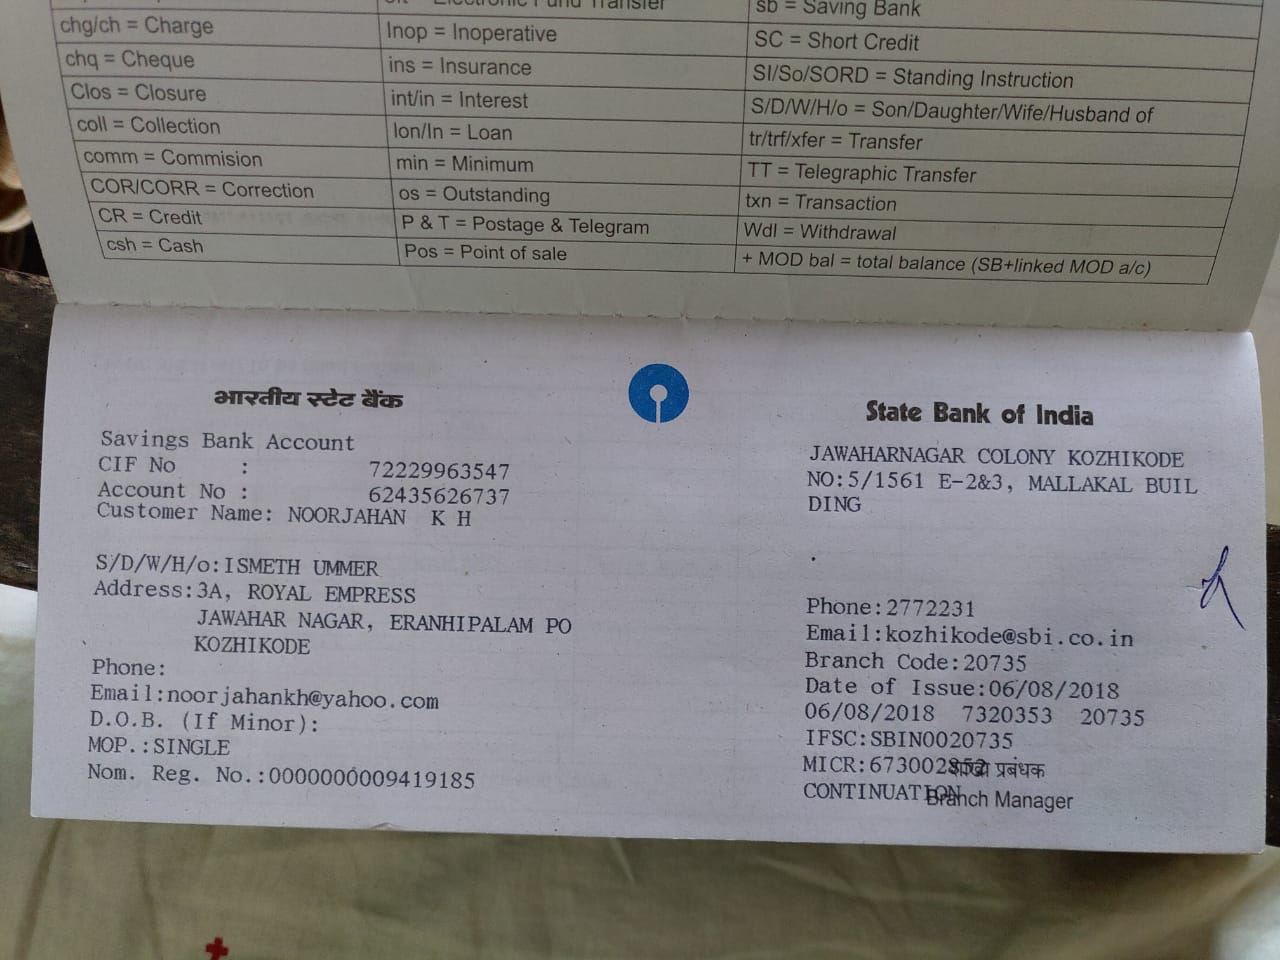 = Electronic Fund Transfer
sb = Saving Bank
chg/ch = Charge
Inop = Inoperative
SC = Short Credit
chq = Cheque
ins = Insurance
SI/So/SORD = Standing Instruction
Clos = Closure
int/in = Interest
S/D/W/H/o = Son/Daughter/Wife/Husband of
coll = Collection
lon/ln = Loan
tr/trf/xfer = Transfer
comm = Commision
min = Minimum
TT = Telegraphic Transfer
COR/CORR = Correction
os = Outstanding
txn = Transaction
CR = Credit
P & T = Postage & Telegram
Wdl = Withdrawal
csh = Cash
Pos = Point of sale
+ MOD bal = total balance (SB+linked MOD a/c)
भारतीय स्टेट बैंक
Savings Bank Account
CIF No : 72229963547
Account No : 62435626737
Customer Name: NOORJAHAN K H
S/D/W/H/o:ISMETH UMMER
Address:3A, ROYAL EMPRESS
JAWAHAR NAGAR, ERANHIPALAM PO
KOZHIKODE
Phone:
Email:noorjahankh@yahoo.com
D.O.B. (If Minor):
MOP.:SINGLE
Nom. Reg. No.:0000000009419185
State Bank of India
JAWAHARNAGAR COLONY KOZHIKODE
NO:5/1561 E-2&3, MALLAKAL BUIL
DING
Phone:2772231
Email:kozhikode@sbi.co.in
Branch Code:20735
Date of Issue:06/08/2018
06/08/2018 7320353 20735
IFSC:SBIN0020735
MICR:673002852
शाखा प्रबंधक
CONTINUATION
Branch Manager